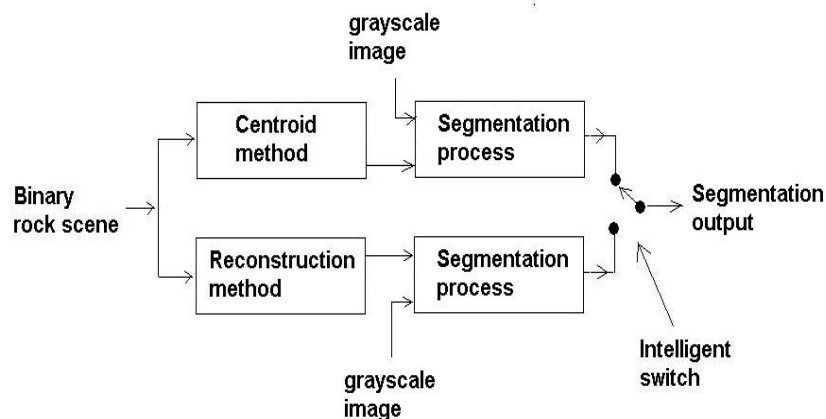 grayscale
image
Centroid
method
Segmentation
process
Binary
rock scene
Segmentation
output
Reconstruction
method
Segmentation
process
grayscale
image
Intelligent
switch